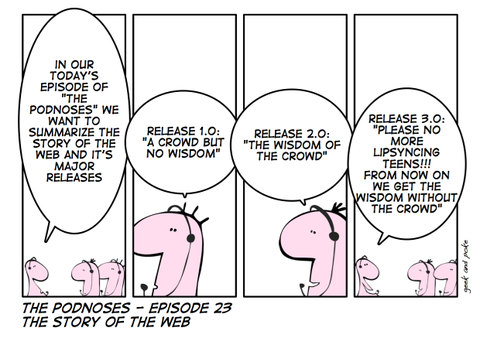 IN OUR
TODAY'S
EPISODE OF
"THE
PODNOSES" WE
WANT TO
SUMMARIZE THE
STORY OF THE
WEB AND IT'S
MAJOR
RELEASES
RELEASE 1.0:
"A CROWD BUT
NO WISDOM"
RELEASE 2.0:
"THE WISDOM OF
THE CROWD"
RELEASE 3.0:
"PLEASE NO
MORE
LIPSYNCING
TEENS!!!
FROM NOW ON
WE GET THE
WISDOM WITHOUT
THE CROWD"
geek and poke
THE PODNOSES - EPISODE 23
THE STORY OF THE WEB